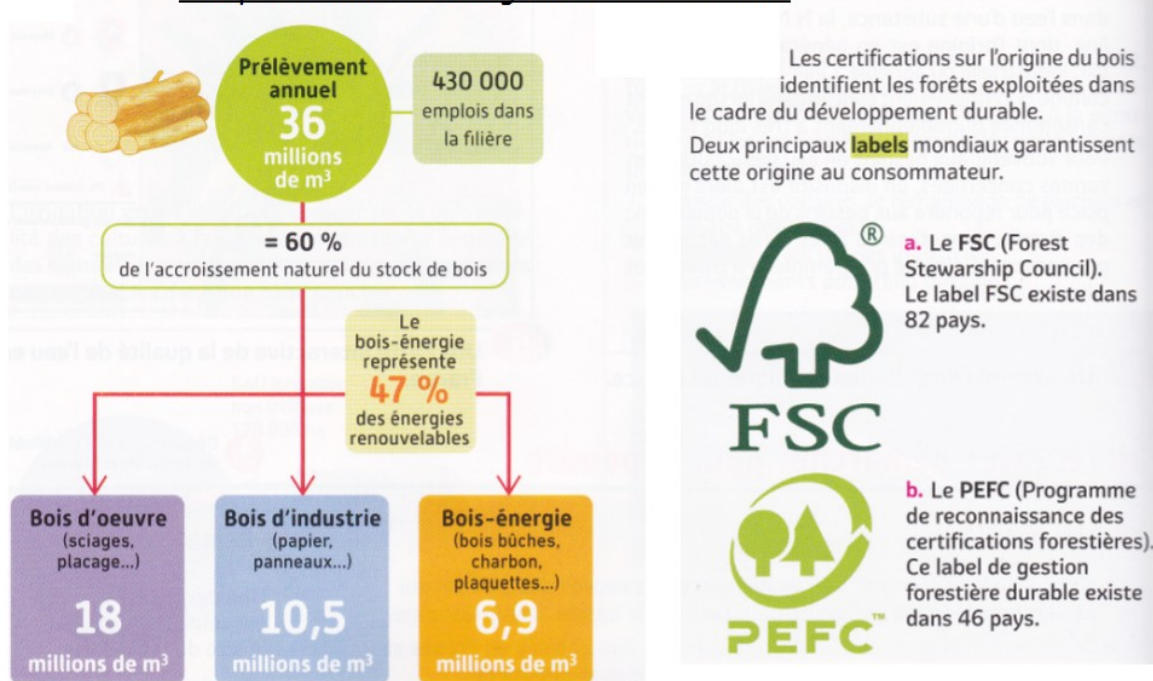 Prélèvement
annuel
36
millions
de m³
430 000
emplois dans
la filière
= 60 %
de l'accroissement naturel du stock de bois
Le
bois-énergie
représente
47 %
des énergies
renouvelables
Bois d'oeuvre
(sciages,
placage...)
18
millions de m³
Bois d'industrie
(papier,
panneaux...)
10,5
millions de m³
Bois-énergie
(bois bûches,
charbon,
plaquettes...)
6,9
millions de m³
Les certifications sur l'origine du bois
identifient les forêts exploitées dans
le cadre du développement durable.
Deux principaux labels mondiaux garantissent
cette origine au consommateur.
®
FSC
a. Le FSC (Forest
Stewarship Council).
Le label FSC existe dans
82 pays.
PEFC™
b. Le PEFC (Programme
de reconnaissance des
certifications forestières).
Ce label de gestion
forestière durable existe
dans 46 pays.